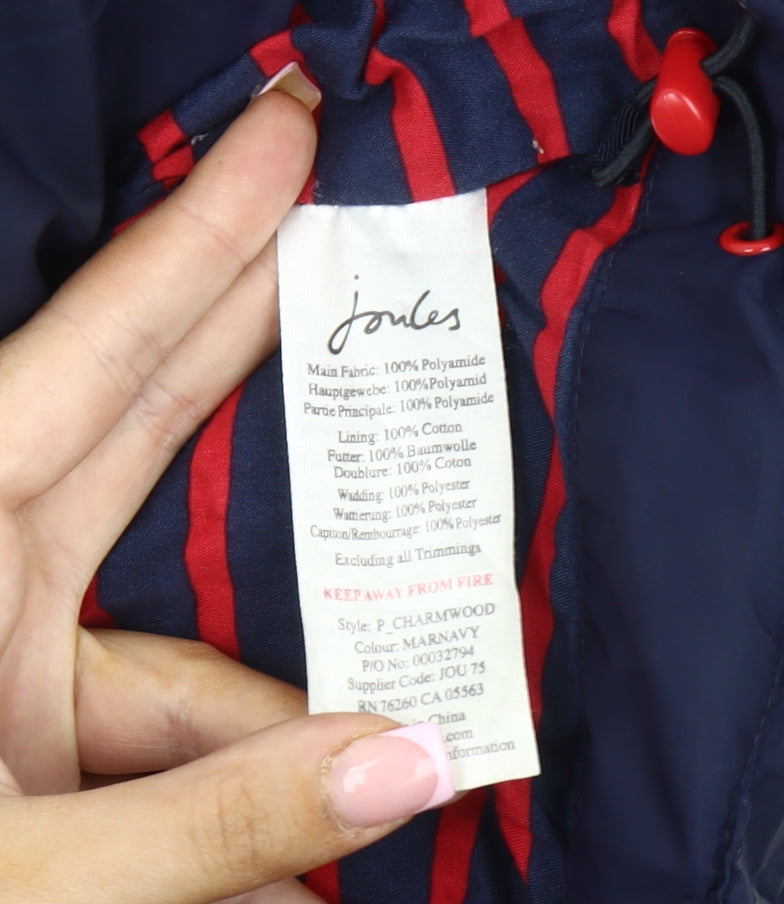 joules
Main Fabric: 100% Polyamide
Hauptgewebe: 100%Polyamid
Partie Principale: 100% Polyamide
Lining: 100% Cotton
Futter: 100% Baumwolle
Doublure: 100% Coton
Wadding: 100% Polyester
Wattierung: 100% Polyester
Caption/Rembourrage: 100% Polyester
Excluding all Trimmings
KEEP AWAY FROM FIRE
Style: P_CHARMWOOD
Colour: MARNAVY
P/O No: 00032794
Supplier Code: JOU 75
RN 76260 CA 05563
China
.com
nformation